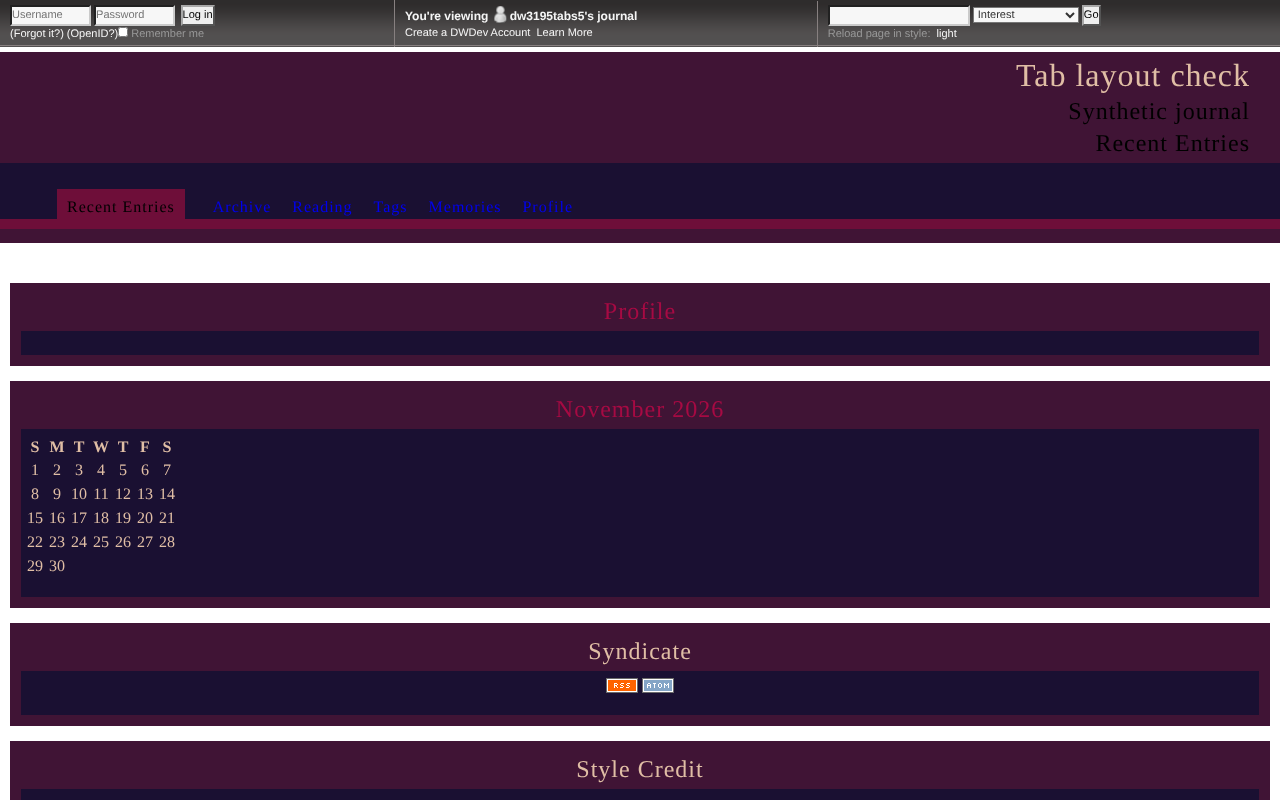 Username Password Log in
(Forgot it?) (OpenID?) Remember me
You're viewing dw3195tabs5's journal
Create a DWDev Account Learn More
Interest Go
Reload page in style: light
Tab layout check
Synthetic journal
Recent Entries
Recent Entries Archive Reading Tags Memories Profile
Profile
November 2026
S M T W T F S
1 2 3 4 5 6 7
8 9 10 11 12 13 14
15 16 17 18 19 20 21
22 23 24 25 26 27 28
29 30
Syndicate
RSS ATOM
Style Credit